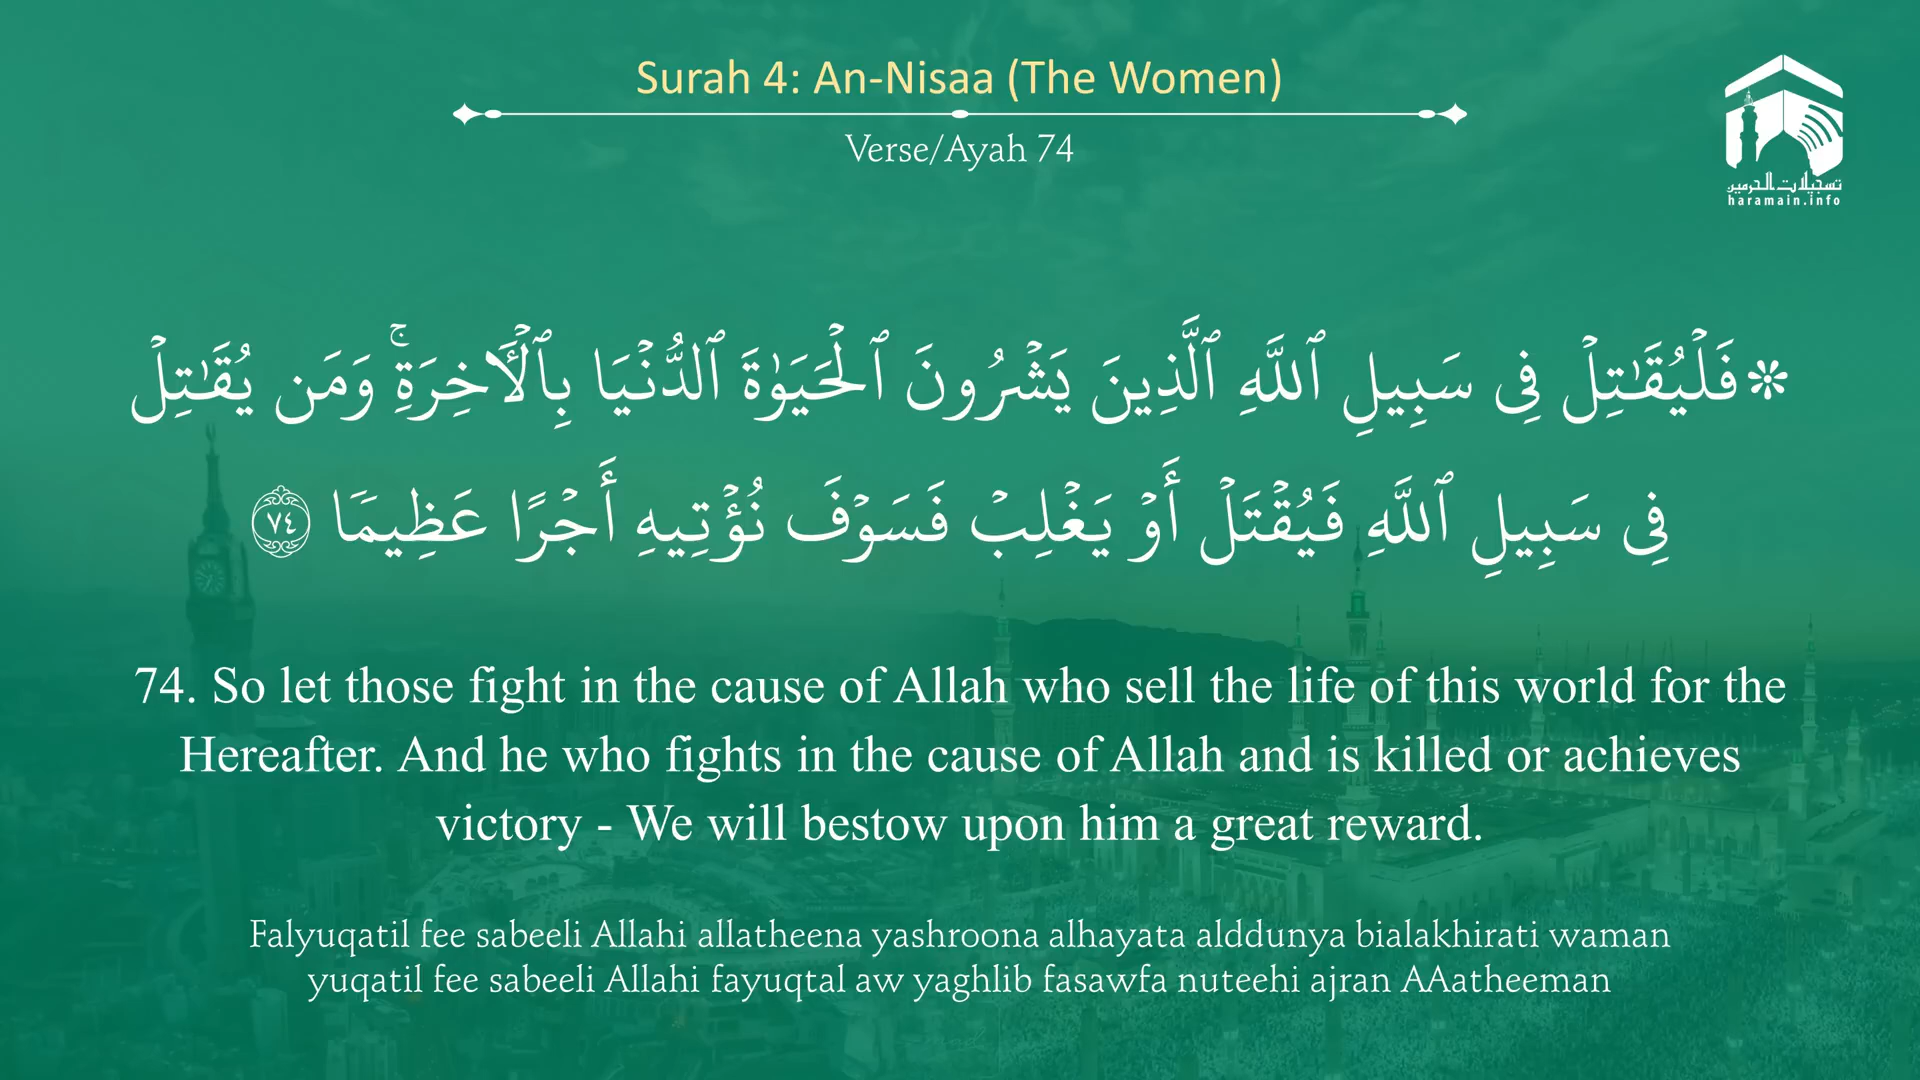 Surah 4: An-Nisaa (The Women)
Verse/Ayah 74
تسجيلات الحرمين
haramain.info
۞ فَلْيُقَٰتِلْ فِى سَبِيلِ ٱللَّهِ ٱلَّذِينَ يَشْرُونَ ٱلْحَيَوٰةَ ٱلدُّنْيَا بِٱلْـَٔاخِرَةِ ۚ وَمَن يُقَٰتِلْ
فِى سَبِيلِ ٱللَّهِ فَيُقْتَلْ أَوْ يَغْلِبْ فَسَوْفَ نُؤْتِيهِ أَجْرًا عَظِيمًا ٧٤
74. So let those fight in the cause of Allah who sell the life of this world for the
Hereafter. And he who fights in the cause of Allah and is killed or achieves
victory - We will bestow upon him a great reward.
Falyuqatil fee sabeeli Allahi allatheena yashroona alhayata alddunya bialakhirati waman
yuqatil fee sabeeli Allahi fayuqtal aw yaghlib fasawfa nuteehi ajran AAatheeman